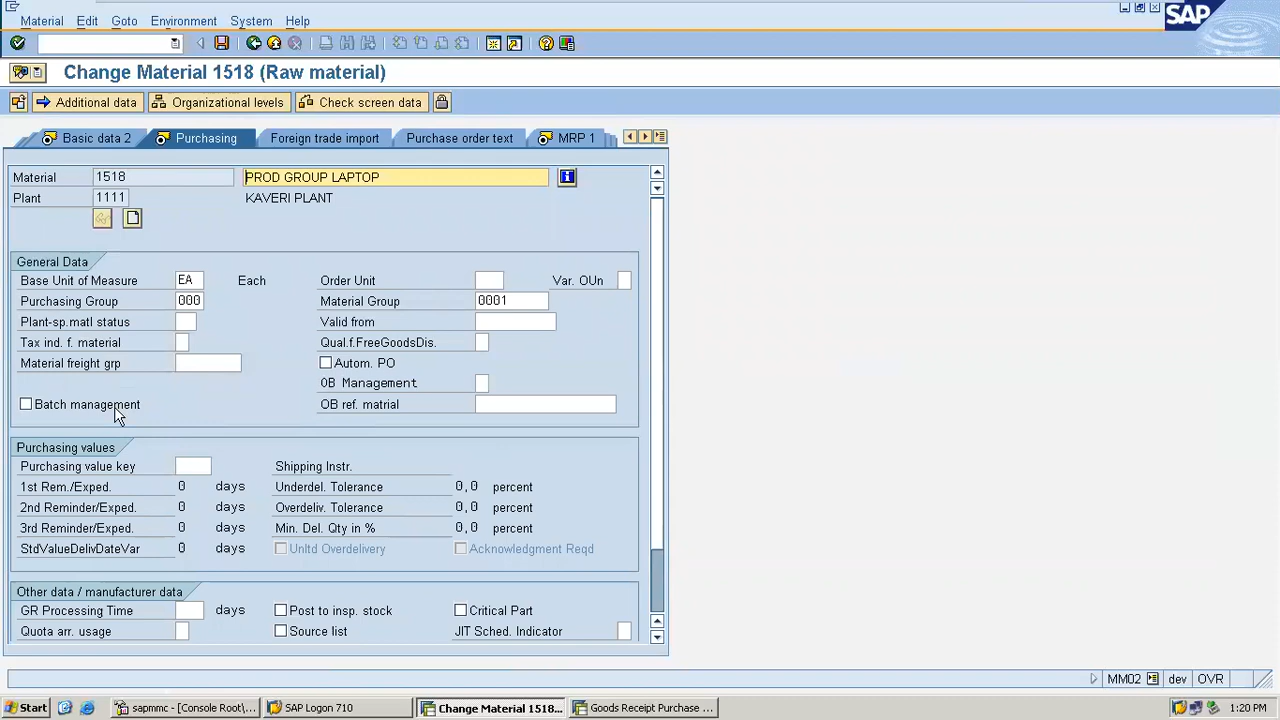 Material Edit Goto Environment System Help
SAP
Change Material 1518 (Raw material)
Additional data Organizational levels Check screen data
Basic data 2 Purchasing Foreign trade import Purchase order text MRP 1
Material 1518 PROD GROUP LAPTOP
Plant 1111 KAVERI PLANT
General Data
Base Unit of Measure EA Each Order Unit Var. OUn
Purchasing Group 000 Material Group 0001
Plant-sp.matl status Valid from
Tax ind. f. material Qual.f.FreeGoodsDis.
Material freight grp Autom. PO
OB Management
Batch management OB ref. matrial
Purchasing values
Purchasing value key Shipping Instr.
1st Rem./Exped. 0 days Underdel. Tolerance 0,0 percent
2nd Reminder/Exped. 0 days Overdeliv. Tolerance 0,0 percent
3rd Reminder/Exped. 0 days Min. Del. Qty in % 0,0 percent
StdValueDelivDateVar 0 days Unltd Overdelivery Acknowledgment Reqd
Other data / manufacturer data
GR Processing Time days Post to insp. stock Critical Part
Quota arr. usage Source list JIT Sched. Indicator
MM02 dev OVR
Start sapmmc - [Console Root\... SAP Logon 710 Change Material 1518... Goods Receipt Purchase ... 1:20 PM